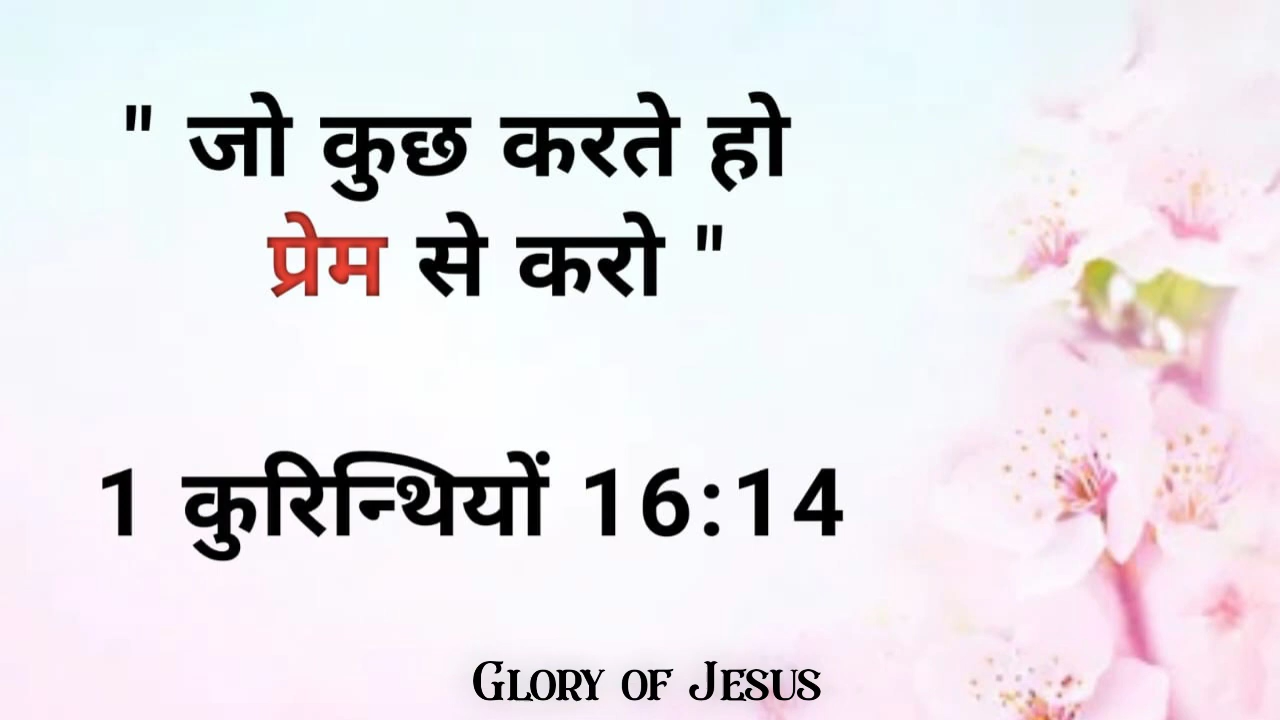 " जो कुछ करते हो
प्रेम से करो "
1 कुरिन्थियों 16:14
Glory of Jesus